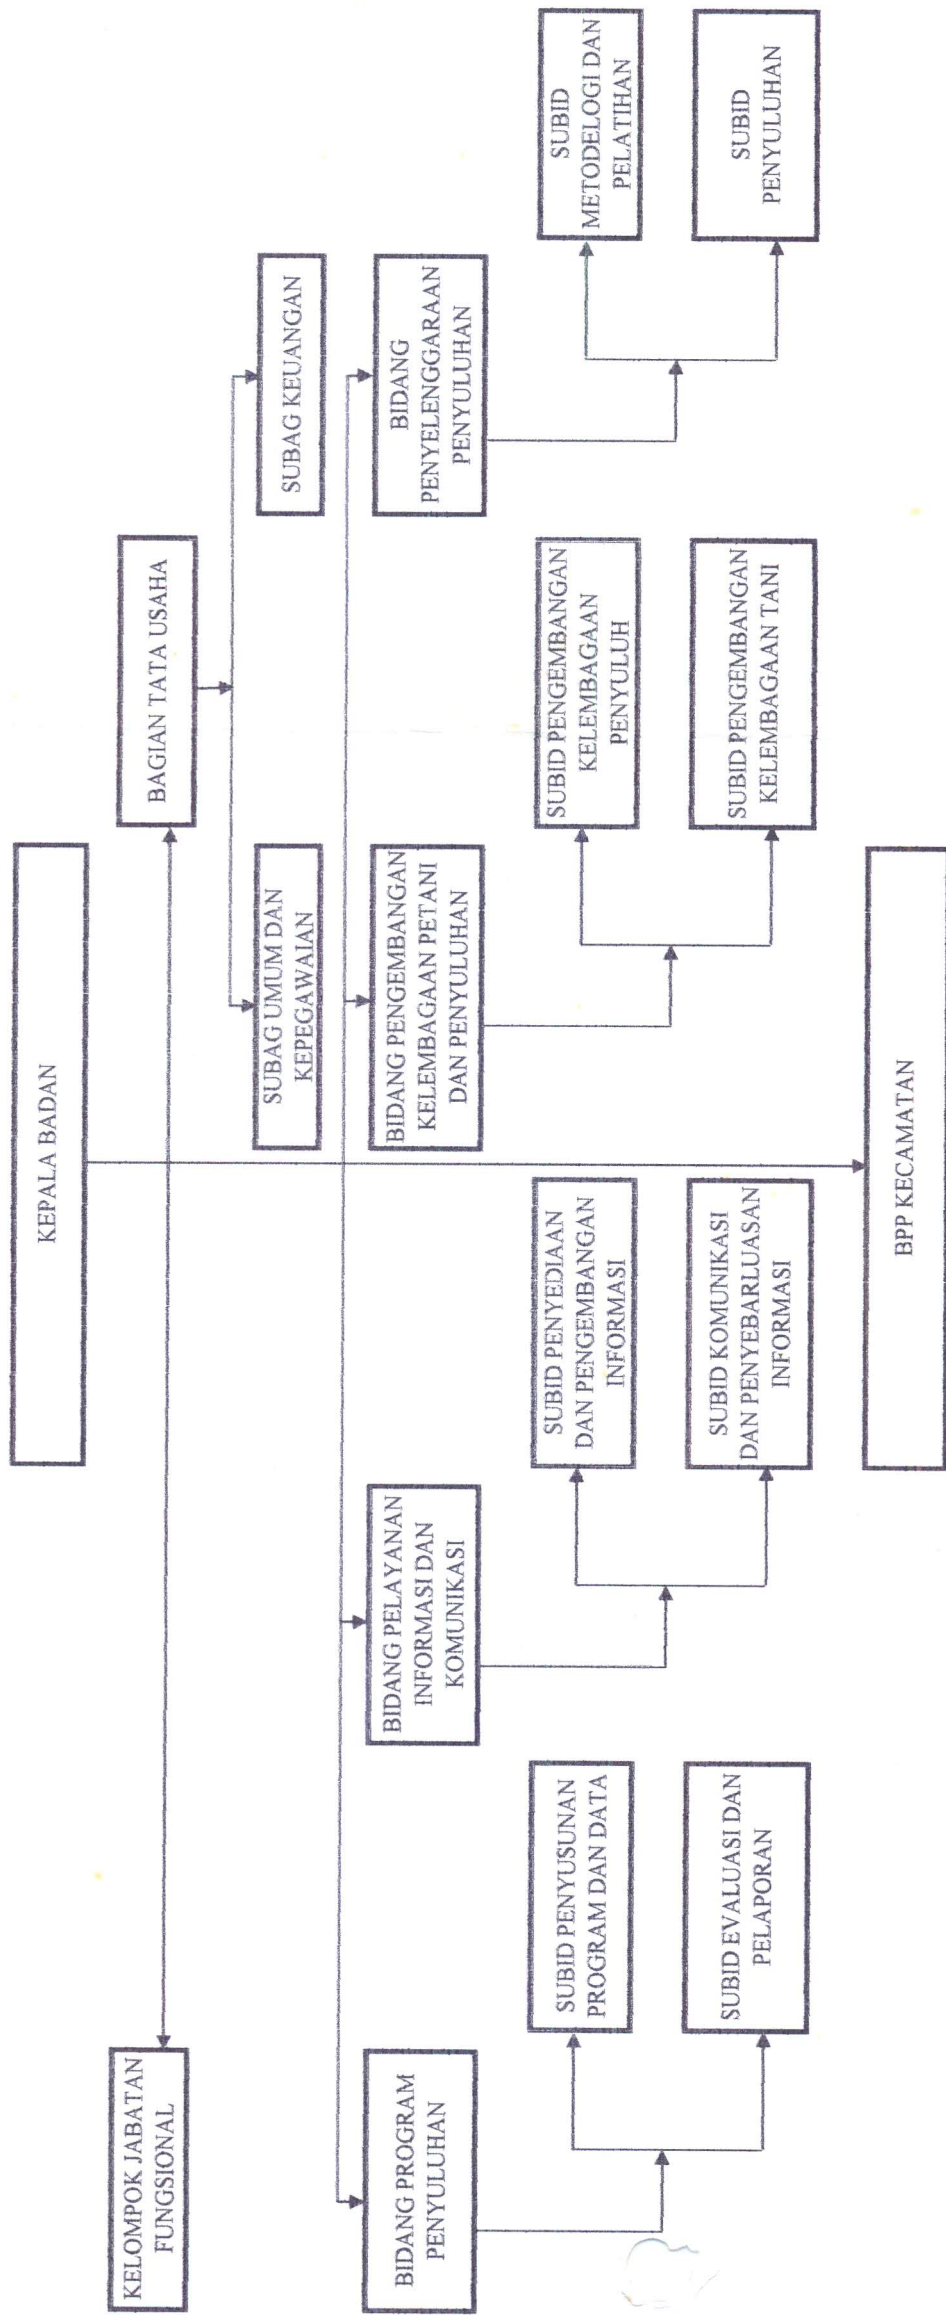 KEPALA BADAN
KELOMPOK JABATAN
FUNGSIONAL
BAGIAN TATA USAHA
SUBAG UMUM DAN
KEPEGAWAIAN
SUBAG KEUANGAN
BIDANG PROGRAM
PENYULUHAN
BIDANG PELAYANAN
INFORMASI DAN
KOMUNIKASI
BIDANG PENGEMBANGAN
KELEMBAGAAN PETANI
DAN PENYULUHAN
BIDANG
PENYELENGGARAAN
PENYULUHAN
SUBID PENYUSUNAN
PROGRAM DAN DATA
SUBID PENYEDIAAN
DAN PENGEMBANGAN
INFORMASI
SUBID PENGEMBANGAN
KELEMBAGAAN
PENYULUH
SUBID
METODELOGI DAN
PELATIHAN
SUBID EVALUASI DAN
PELAPORAN
SUBID KOMUNIKASI
DAN PENYEBARLUASAN
INFORMASI
SUBID PENGEMBANGAN
KELEMBAGAAN TANI
SUBID
PENYULUHAN
BPP KECAMATAN